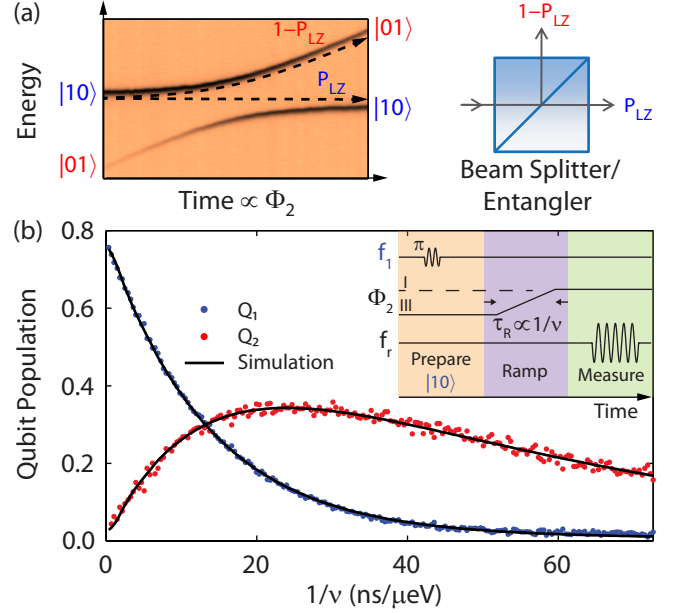 (a)
1-P_LZ
|01⟩
1-P_LZ
|10⟩
P_LZ
|10⟩
P_LZ
Energy
|01⟩
Time ∝ Φ_2
Beam Splitter/
Entangler
(b)
0.8
0.6
0.4
0.2
0.0
Qubit Population
Q_1
Q_2
Simulation
f_1
π
I
Φ_2
III
τ_R ∝ 1/ν
f_r
Prepare
|10⟩
Ramp
Measure
Time
0
20
40
60
1/ν (ns/μeV)